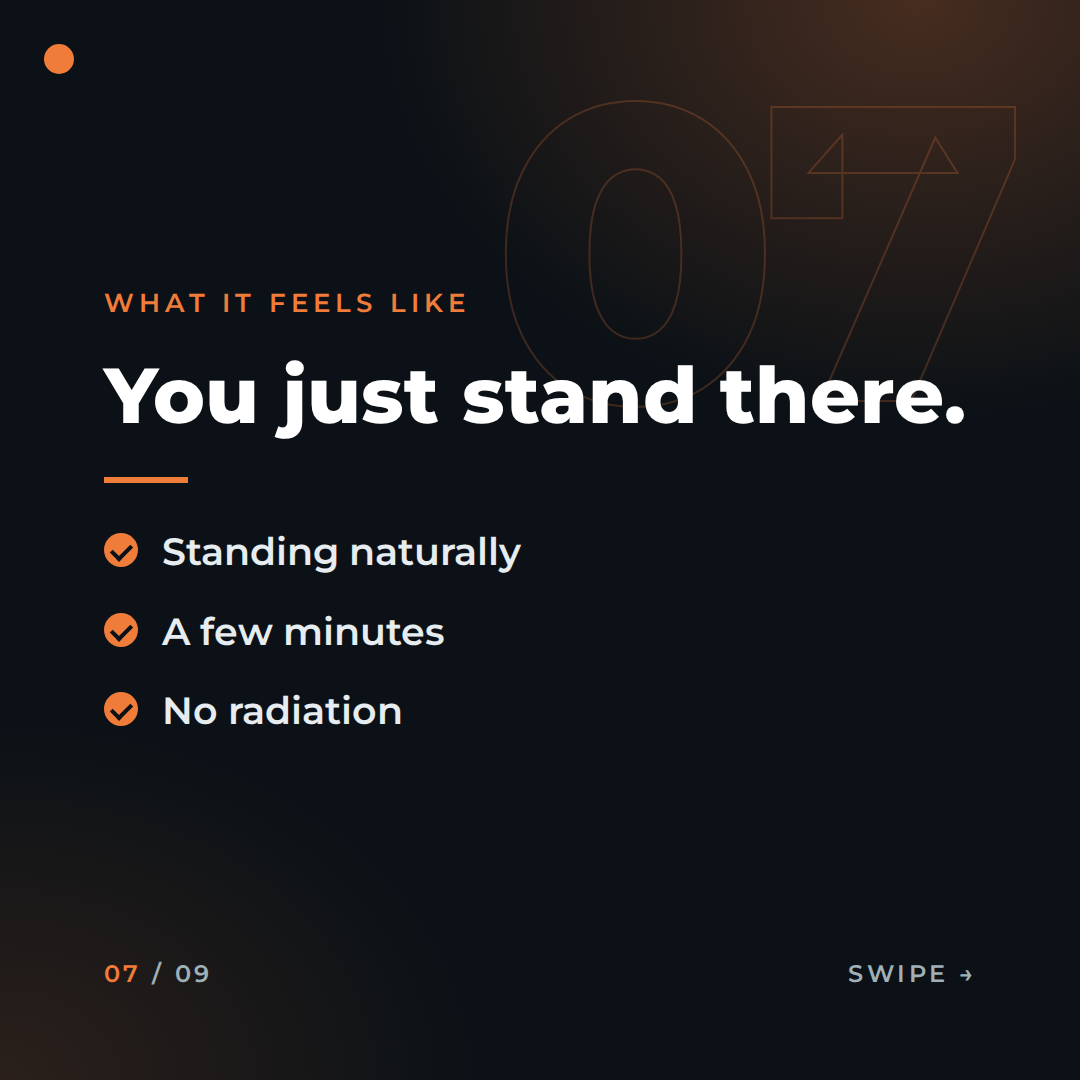 07
WHAT IT FEELS LIKE
You just stand there.
Standing naturally
A few minutes
No radiation
07 / 09
SWIPE →